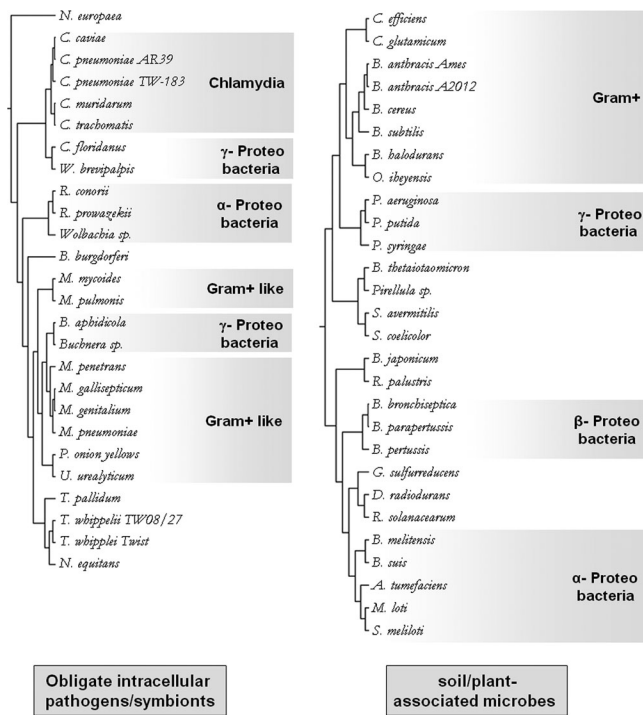 N. europaea
C. caviae
C. pneumoniae AR39
C. pneumoniae TW-183
C. muridarum
C. trachomatis
Chlamydia
C. floridanus
W. brevipalpis
γ- Proteo
bacteria
R. conorii
R. prowazekii
Wolbachia sp.
α- Proteo
bacteria
B. burgdorferi
M. mycoides
M. pulmonis
Gram+ like
B. aphidicola
Buchnera sp.
γ- Proteo
bacteria
M. penetrans
M. gallisepticum
M. genitalium
M. pneumoniae
P. onion yellows
U. urealyticum
Gram+ like
T. pallidum
T. whippelii TW08/27
T. whipplei Twist
N. equitans
Obligate intracellular
pathogens/symbionts
C. efficiens
C. glutamicum
B. anthracis Ames
B. anthracis A2012
B. cereus
B. subtilis
B. halodurans
O. iheyensis
Gram+
P. aeruginosa
P. putida
P. syringae
γ- Proteo
bacteria
B. thetaiotaomicron
Pirellula sp.
S. avermitilis
S. coelicolor
B. japonicum
R. palustris
B. bronchiseptica
B. parapertussis
B. pertussis
β- Proteo
bacteria
G. sulfurreducens
D. radiodurans
R. solanacearum
B. melitensis
B. suis
A. tumefaciens
M. loti
S. meliloti
α- Proteo
bacteria
soil/plant-
associated microbes